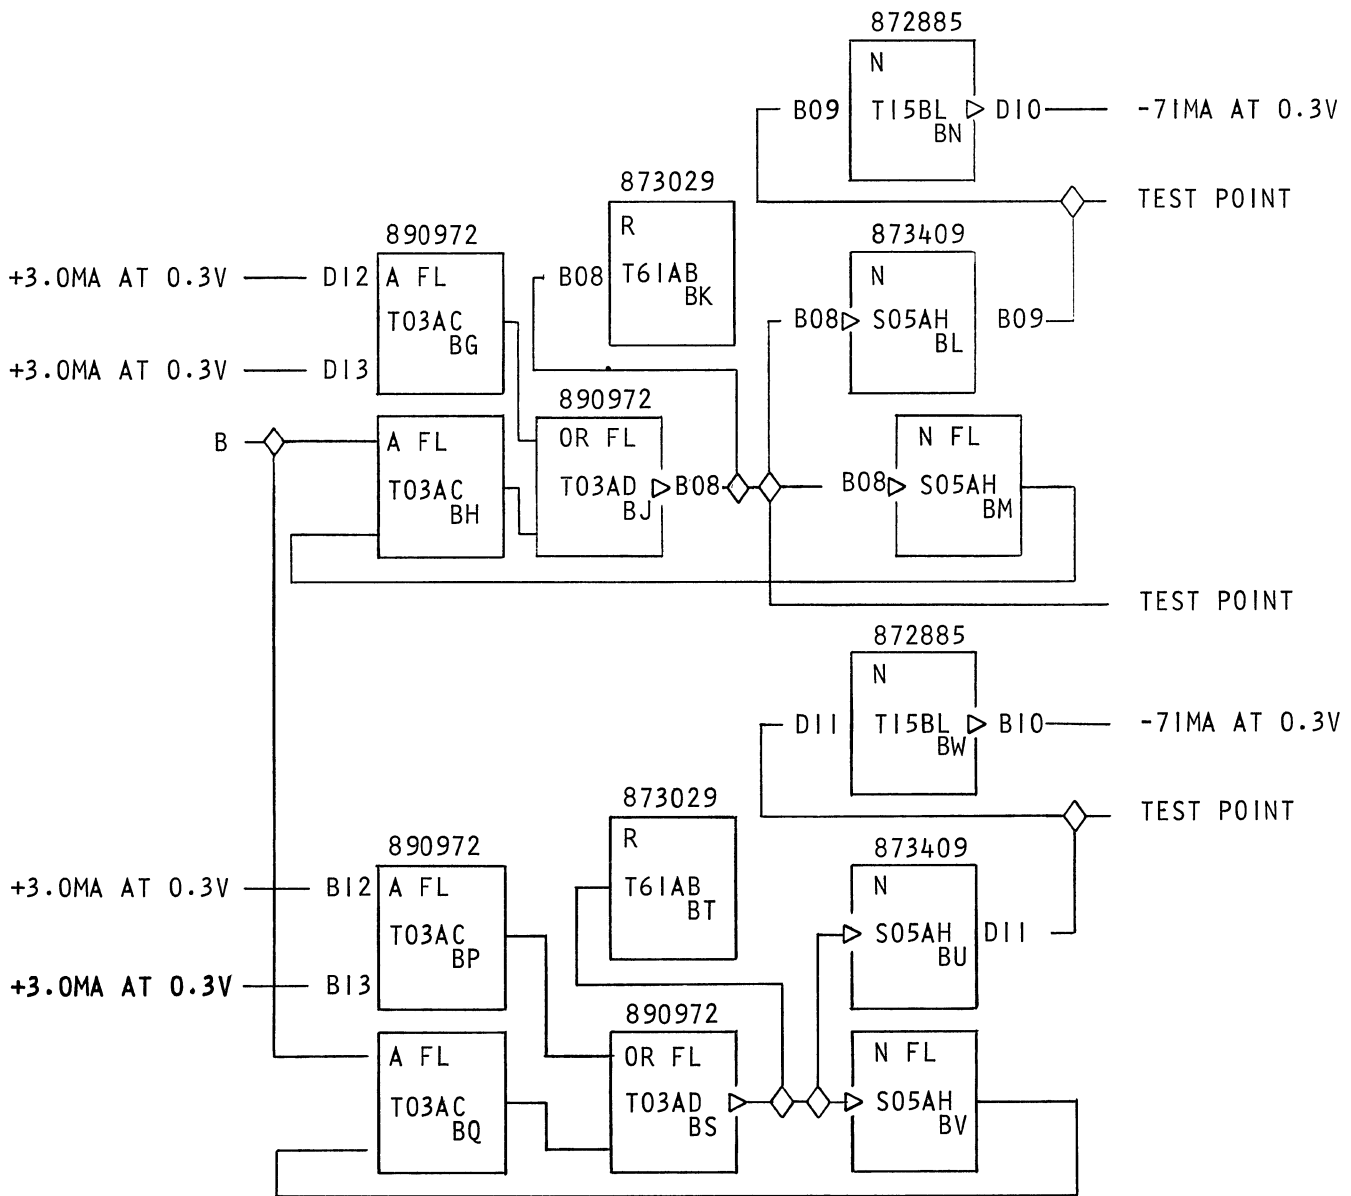 872885
N
B09 T15BL D10 -71MA AT 0.3V
BN
873029
TEST POINT
R
890972
873409
+3.0MA AT 0.3V D12 A FL
B08 T61AB
BK
N
T03AC
BG
B08 S05AH B09
BL
+3.0MA AT 0.3V D13
890972
B A FL
OR FL
N FL
T03AC
BH
T03AD B08
BJ
B08 S05AH
BM
TEST POINT
872885
N
D11 T15BL B10 -71MA AT 0.3V
BW
873029
TEST POINT
R
890972
873409
+3.0MA AT 0.3V B12 A FL
T61AB
BT
N
T03AC
BP
S05AH D11
BU
+3.0MA AT 0.3V B13
890972
A FL
OR FL
N FL
T03AC
BQ
T03AD
BS
S05AH
BV